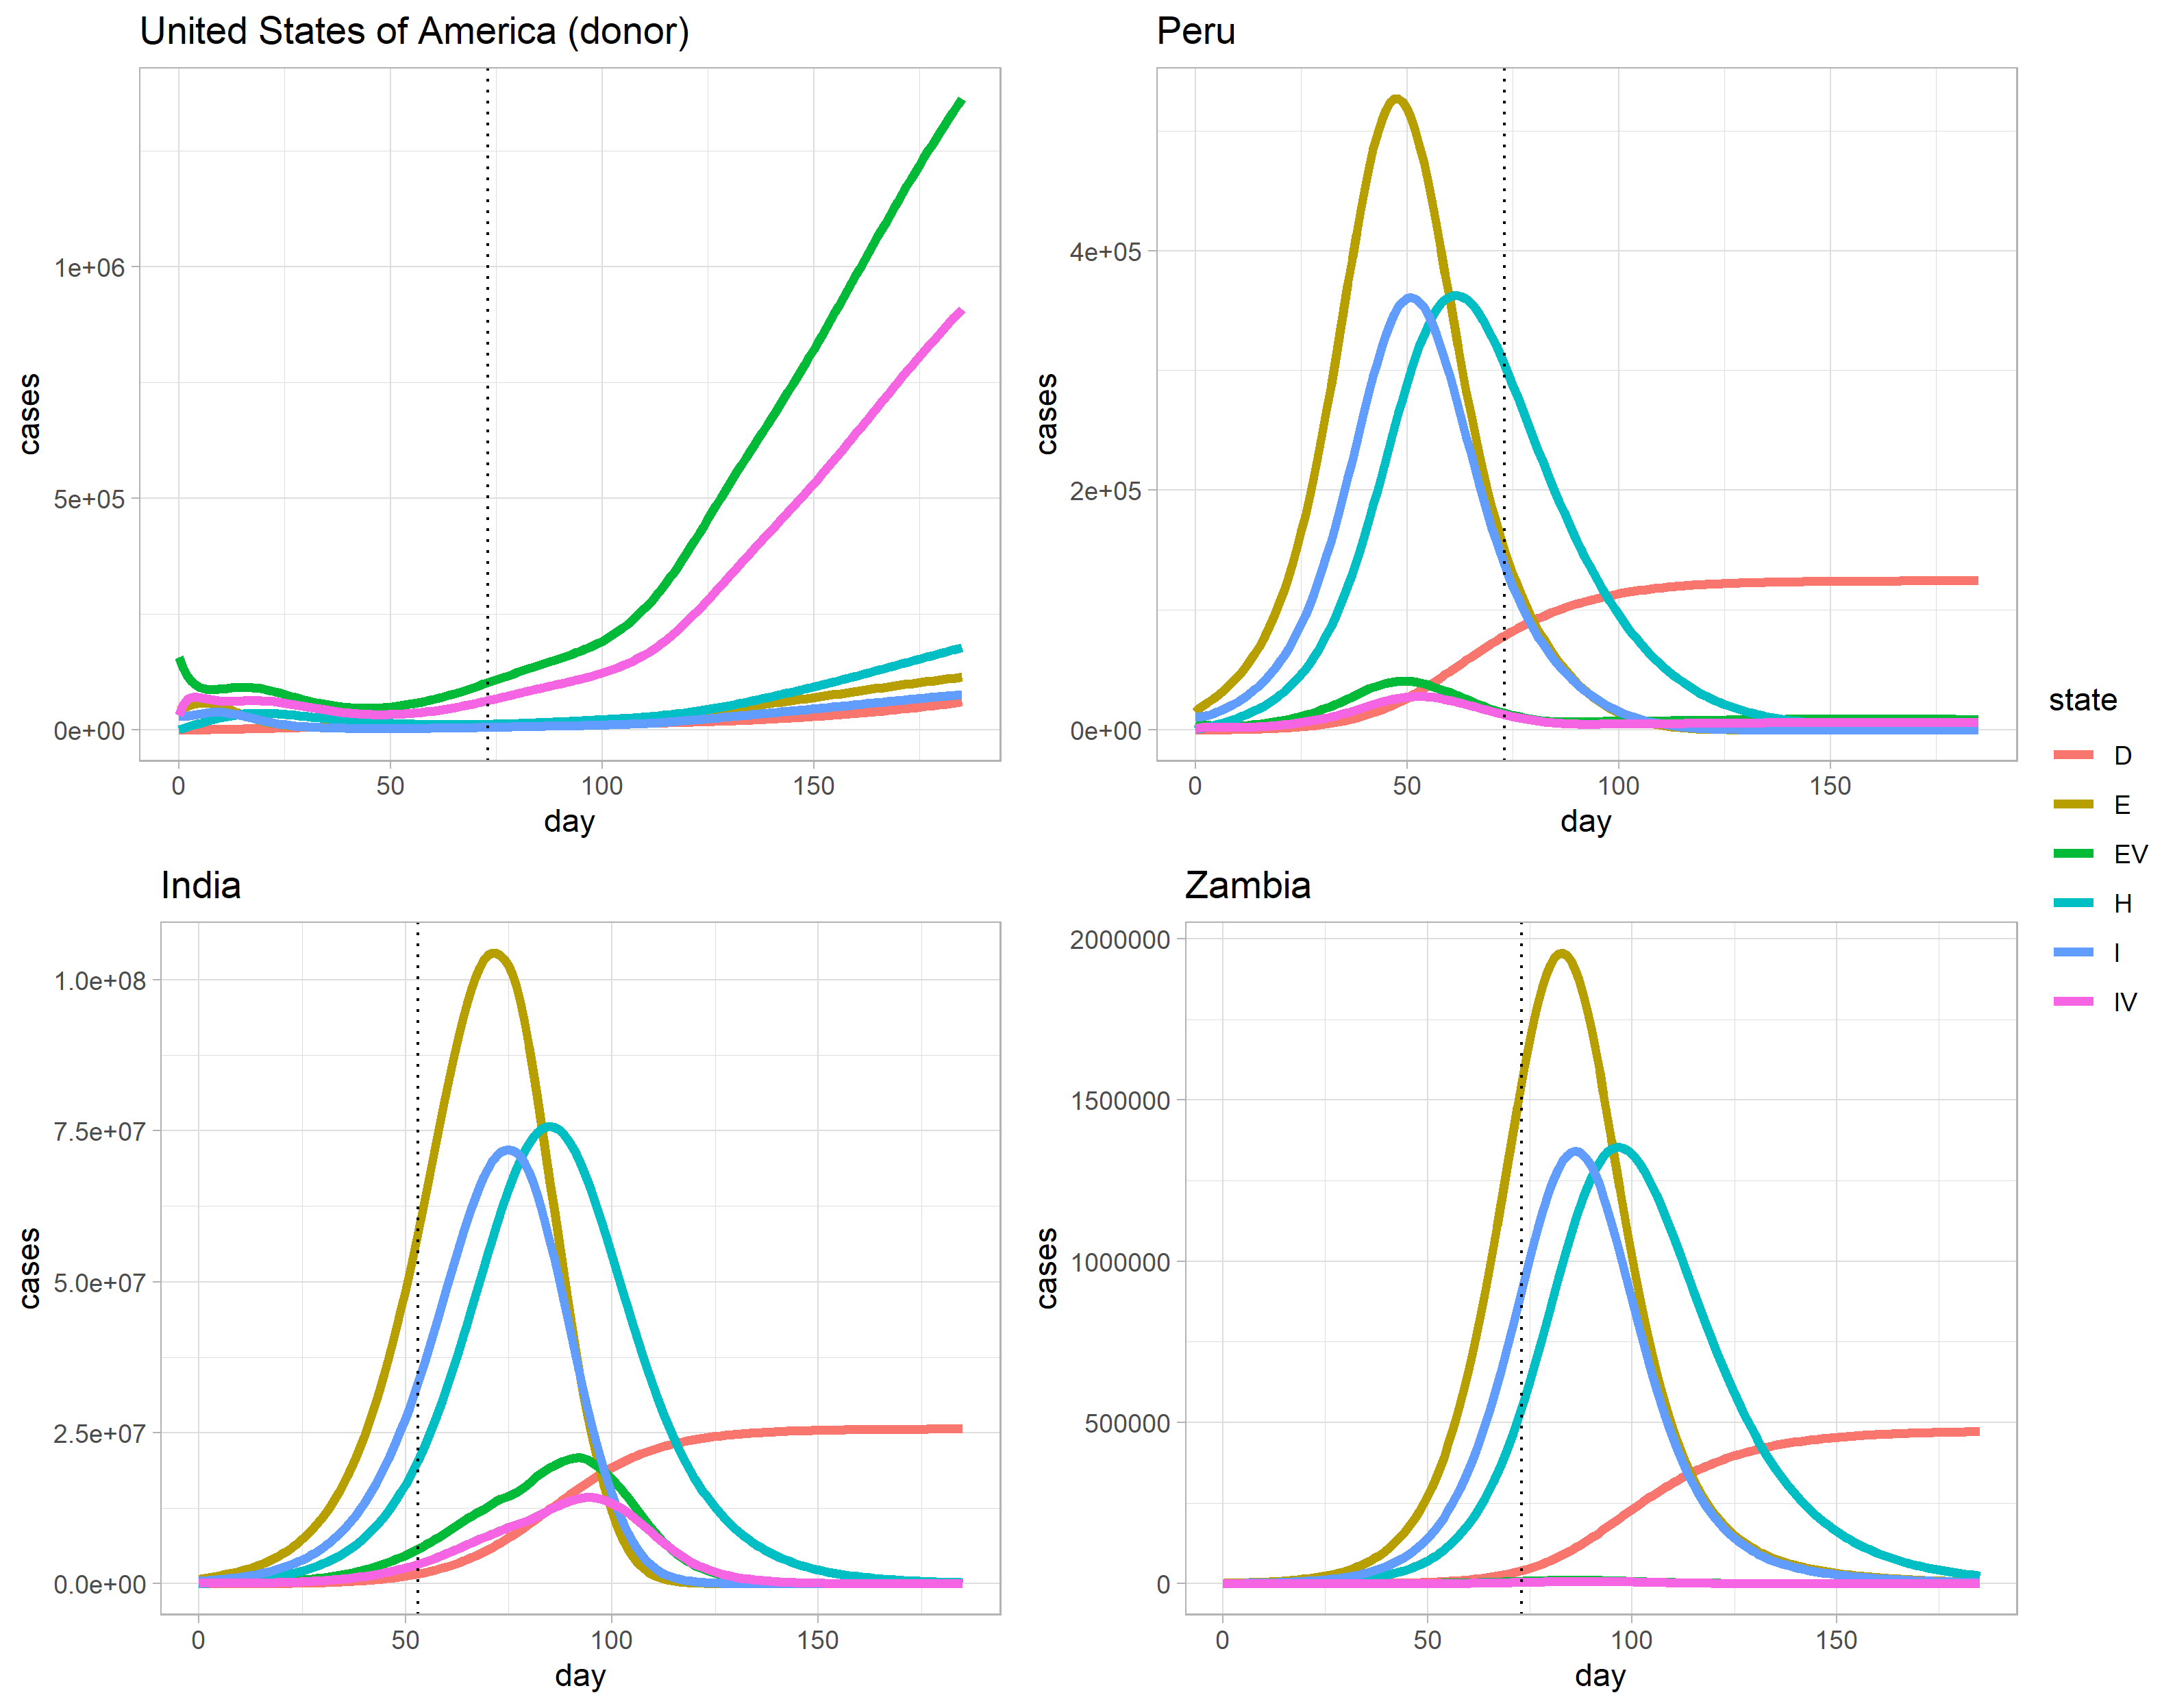 United States of America (donor)
cases
1e+06
5e+05
0e+00
0 50 100 150
day
Peru
cases
4e+05
2e+05
0e+00
0 50 100 150
day
India
cases
1.0e+08
7.5e+07
5.0e+07
2.5e+07
0.0e+00
0 50 100 150
day
Zambia
cases
2000000
1500000
1000000
500000
0
0 50 100 150
day
state
D
E
EV
H
I
IV